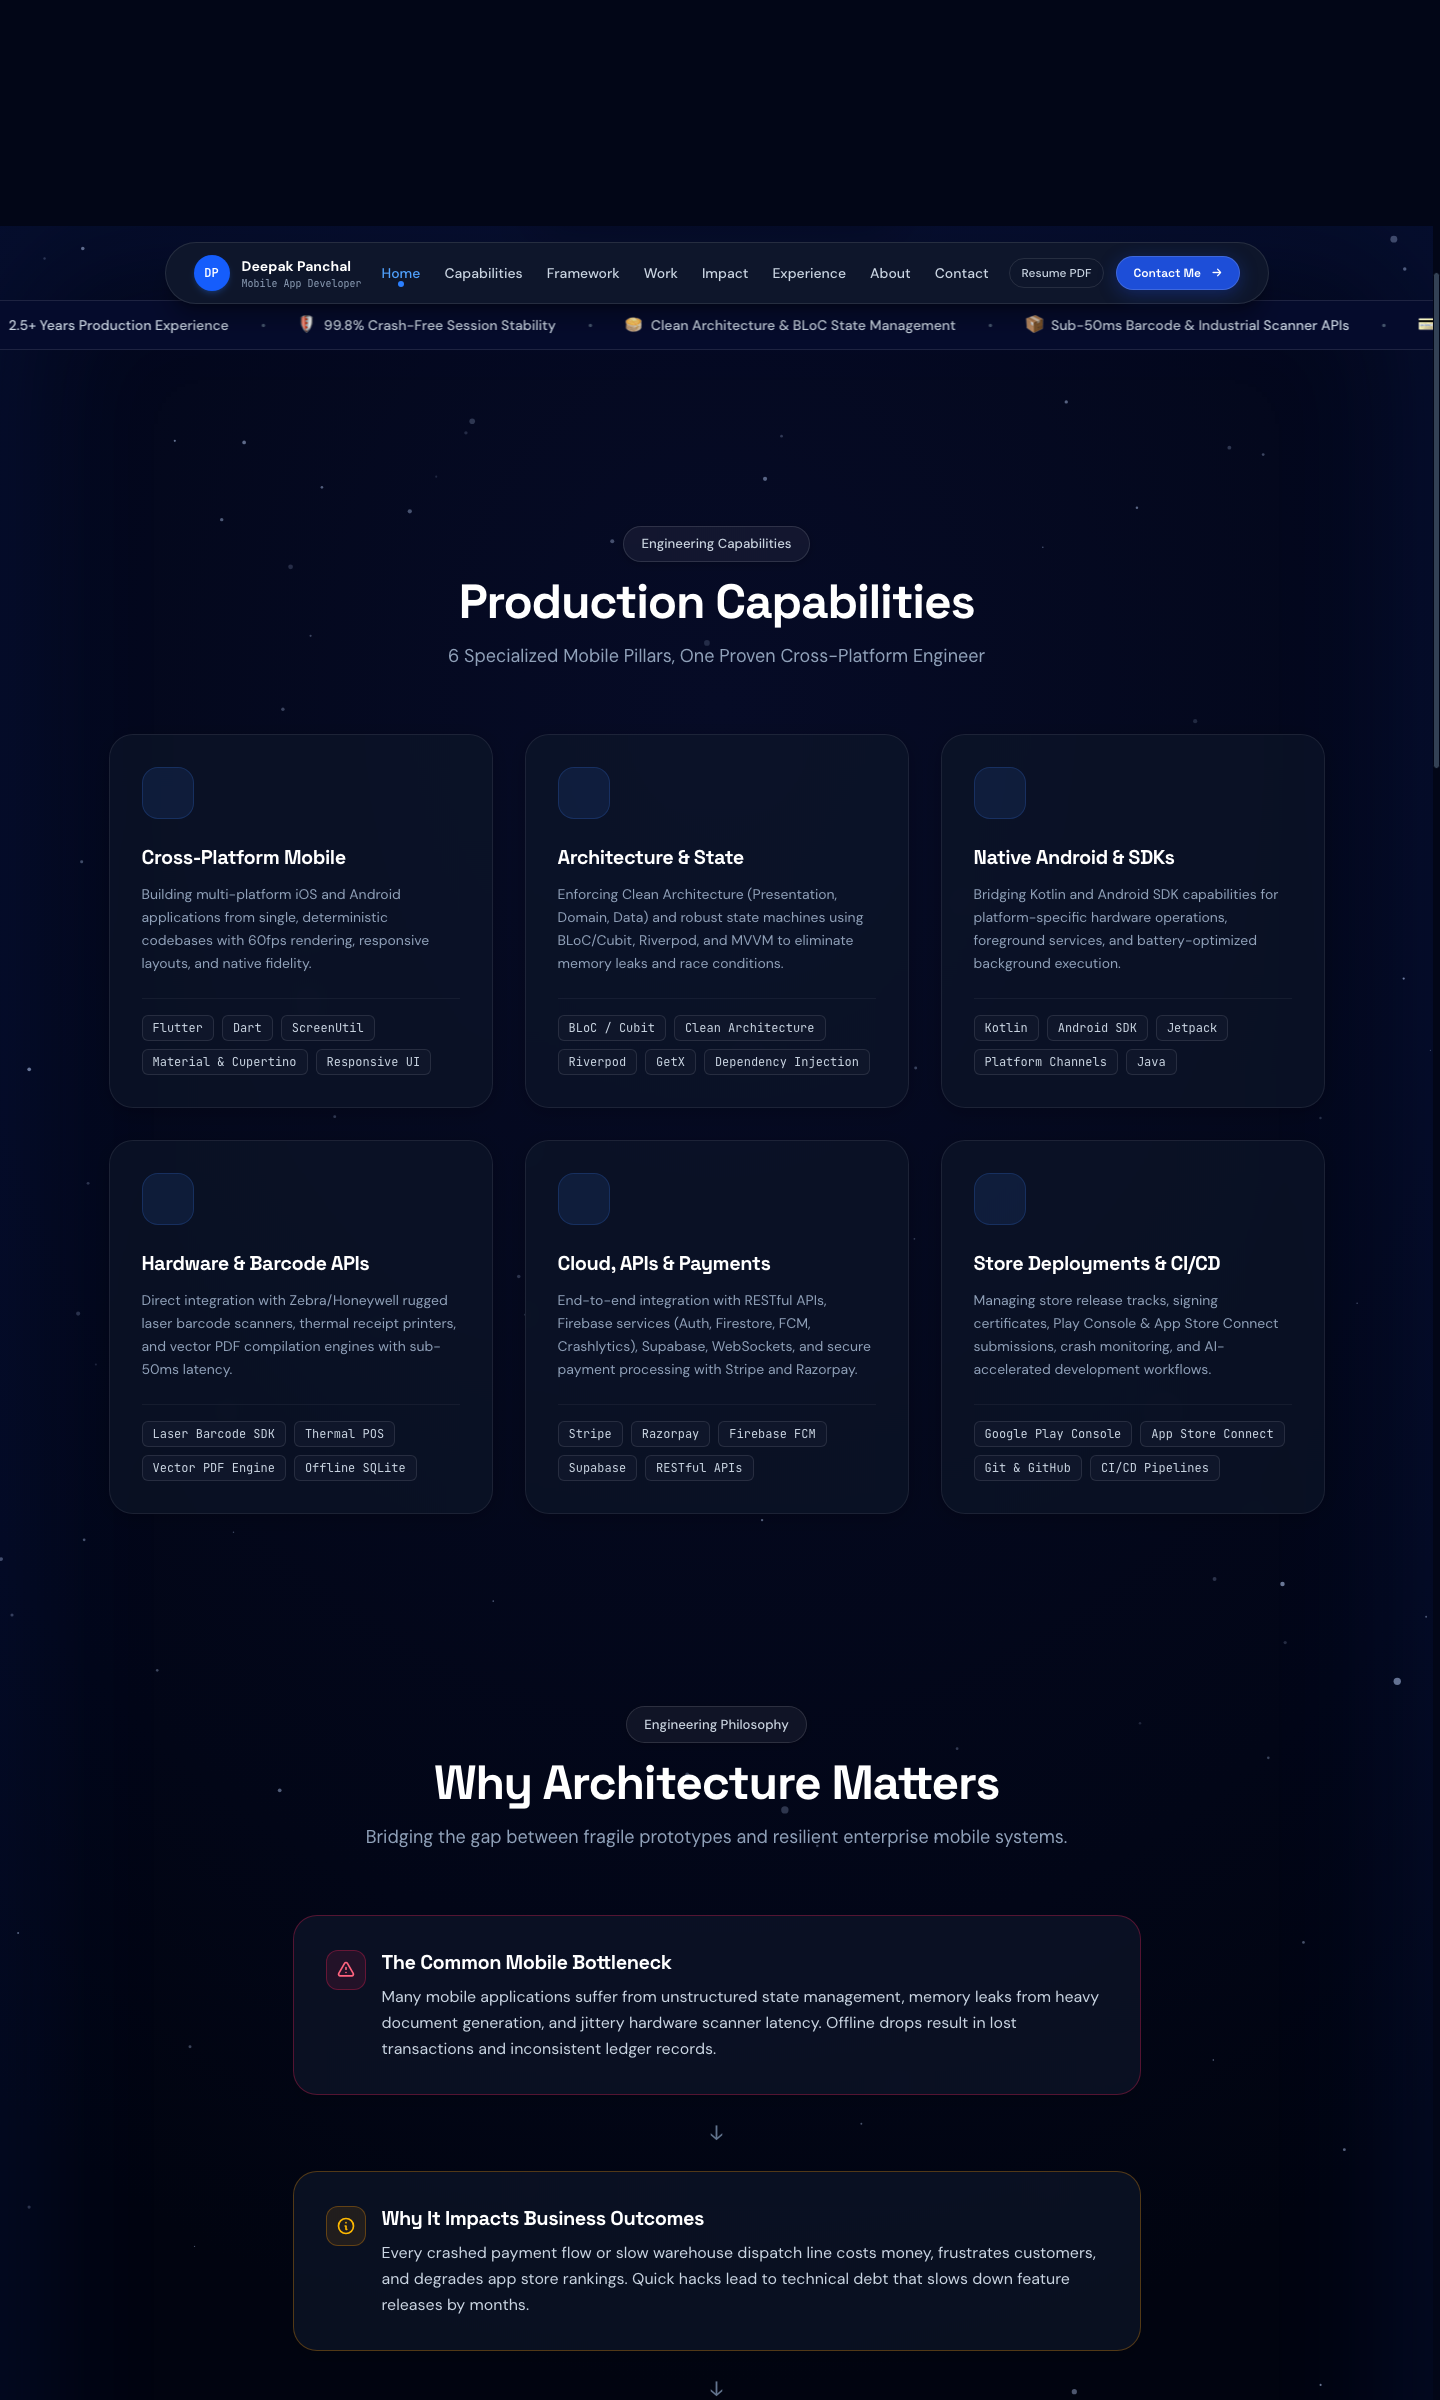 DP
Deepak Panchal
Mobile App Developer
Home
Capabilities
Framework
Work
Impact
Experience
About
Contact
Resume PDF
Contact Me →
2.5+ Years Production Experience
99.8% Crash-Free Session Stability
Clean Architecture & BLoC State Management
Sub-50ms Barcode & Industrial Scanner APIs
Engineering Capabilities
Production Capabilities
6 Specialized Mobile Pillars, One Proven Cross-Platform Engineer
Cross-Platform Mobile
Building multi-platform iOS and Android
applications from single, deterministic
codebases with 60fps rendering, responsive
layouts, and native fidelity.
Flutter
Dart
ScreenUtil
Material & Cupertino
Responsive UI
Architecture & State
Enforcing Clean Architecture (Presentation,
Domain, Data) and robust state machines using
BLoC/Cubit, Riverpod, and MVVM to eliminate
memory leaks and race conditions.
BLoC / Cubit
Clean Architecture
Riverpod
GetX
Dependency Injection
Native Android & SDKs
Bridging Kotlin and Android SDK capabilities for
platform-specific hardware operations,
foreground services, and battery-optimized
background execution.
Kotlin
Android SDK
Jetpack
Platform Channels
Java
Hardware & Barcode APIs
Direct integration with Zebra/Honeywell rugged
laser barcode scanners, thermal receipt printers,
and vector PDF compilation engines with sub-
50ms latency.
Laser Barcode SDK
Thermal POS
Vector PDF Engine
Offline SQLite
Cloud, APIs & Payments
End-to-end integration with RESTful APIs,
Firebase services (Auth, Firestore, FCM,
Crashlytics), Supabase, WebSockets, and secure
payment processing with Stripe and Razorpay.
Stripe
Razorpay
Firebase FCM
Supabase
RESTful APIs
Store Deployments & CI/CD
Managing store release tracks, signing
certificates, Play Console & App Store Connect
submissions, crash monitoring, and AI-
accelerated development workflows.
Google Play Console
App Store Connect
Git & GitHub
CI/CD Pipelines
Engineering Philosophy
Why Architecture Matters
Bridging the gap between fragile prototypes and resilient enterprise mobile systems.
The Common Mobile Bottleneck
Many mobile applications suffer from unstructured state management, memory leaks from heavy
document generation, and jittery hardware scanner latency. Offline drops result in lost
transactions and inconsistent ledger records.
↓
Why It Impacts Business Outcomes
Every crashed payment flow or slow warehouse dispatch line costs money, frustrates customers,
and degrades app store rankings. Quick hacks lead to technical debt that slows down feature
releases by months.
↓